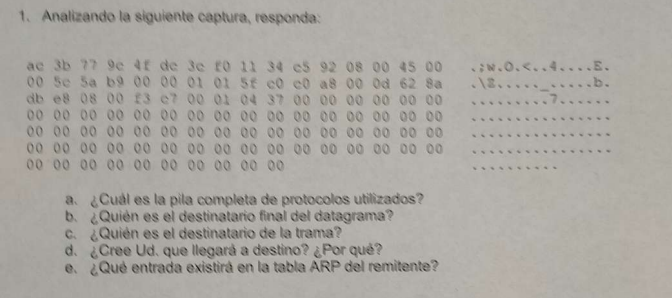 1. Analizando la siguiente captura, responda:
ac 3b 77 9c 4f dc 3c f0 11 34 c5 92 08 00 45 00 .;w.O.<..4....E.
00 5c 5a b9 00 00 01 01 5f c0 c0 a8 00 0d 62 8a .\Z....._.....b.
db e8 08 00 f3 c7 00 01 04 37 00 00 00 00 00 00 .........7......
00 00 00 00 00 00 00 00 00 00 00 00 00 00 00 00 ................
00 00 00 00 00 00 00 00 00 00 00 00 00 00 00 00 ................
00 00 00 00 00 00 00 00 00 00 00 00 00 00 00 00 ................
00 00 00 00 00 00 00 00 00 00 ..........
a. ¿Cuál es la pila completa de protocolos utilizados?
b. ¿Quién es el destinatario final del datagrama?
c. ¿Quién es el destinatario de la trama?
d. ¿Cree Ud. que llegará a destino? ¿Por qué?
e. ¿Qué entrada existirá en la tabla ARP del remitente?